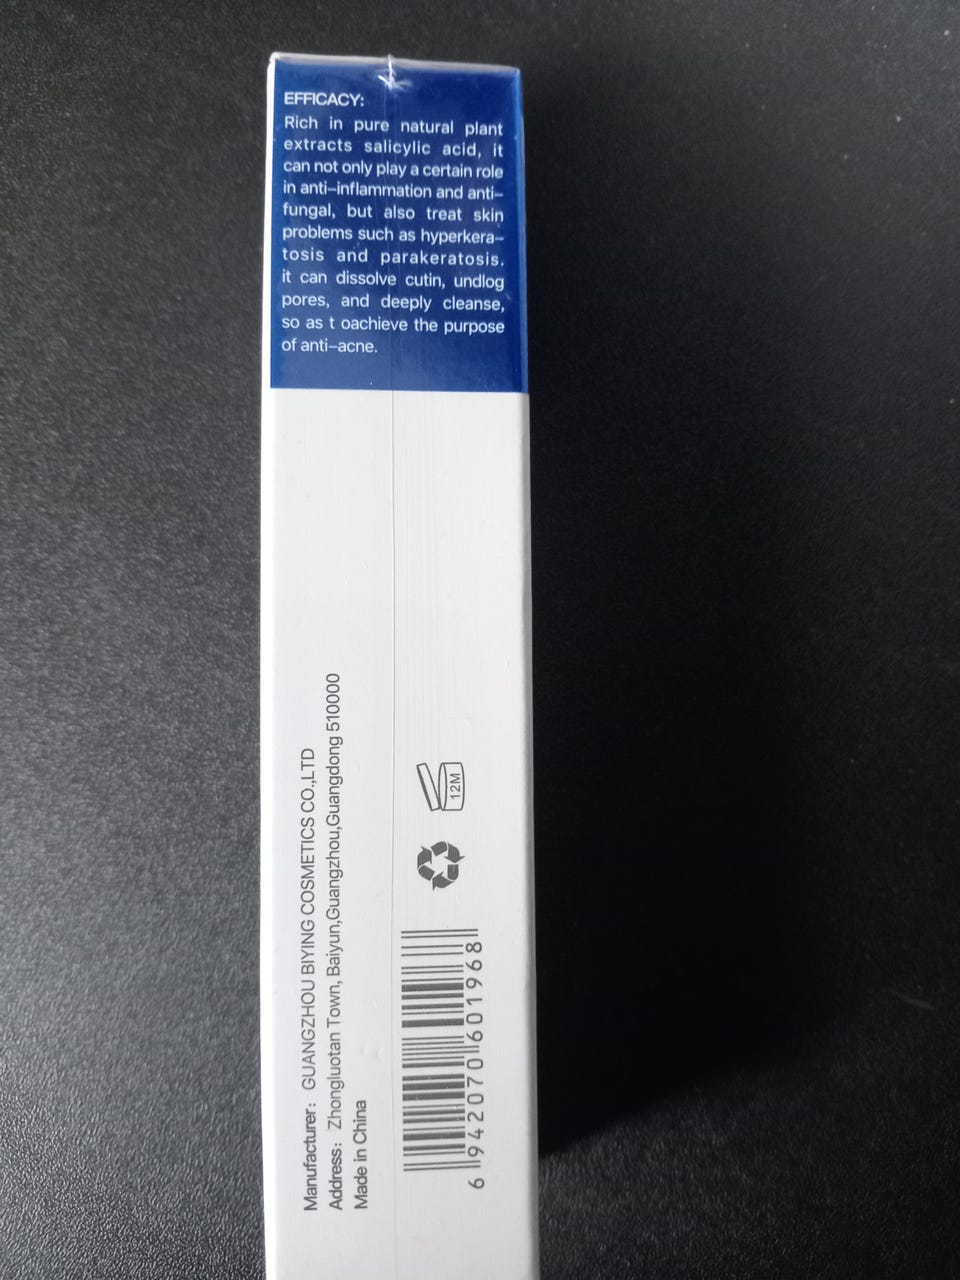 EFFICACY:
Rich in pure natural plant
extracts salicylic acid, it
can not only play a certain role
in anti-inflammation and anti-
fungal, but also treat skin
problems such as hyperkera-
tosis and parakeratosis.
it can dissolve cutin, undlog
pores, and deeply cleanse,
so as t oachieve the purpose
of anti-acne.
Manufacturer: GUANGZHOU BIYING COSMETICS CO.,LTD
Address: Zhongluotan Town, Baiyun,Guangzhou,Guangdong 510000
Made in China
12M
6 942070 601968